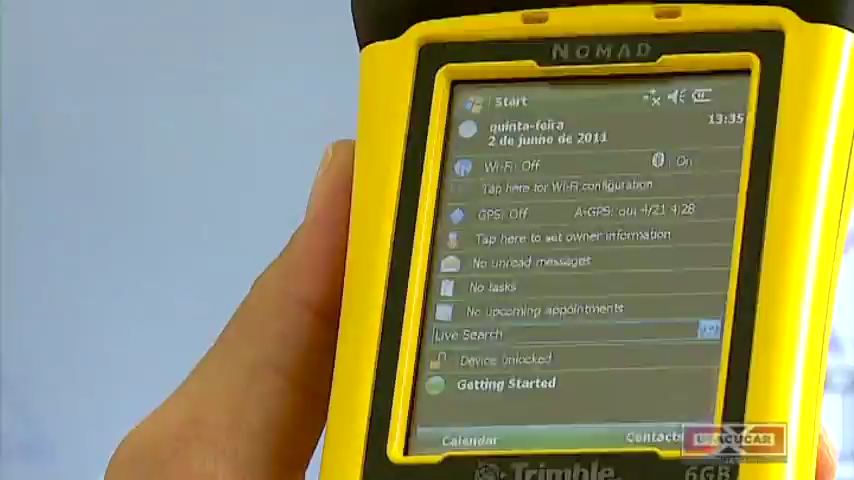 NOMAD
Start
13:35
quinta-feira
2 de junho de 2011
Wi-Fi: Off On
Tap here for Wi-Fi configuration
GPS: Off A-GPS: qui 4/21 4:28
Tap here to set owner information
No unread messages
No tasks
No upcoming appointments
Live Search
Device unlocked
Getting Started
Calendar Contacts
Trimble. 6GB